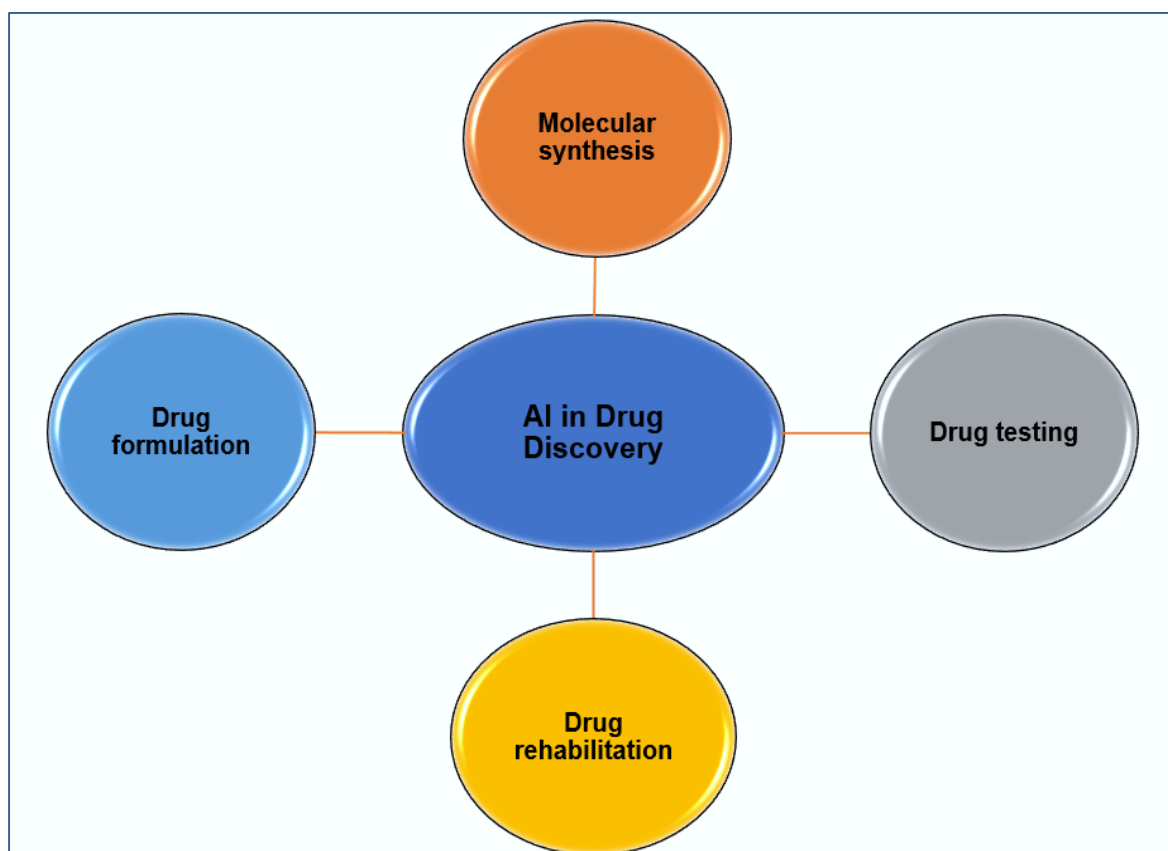 Molecular
synthesis
Drug
formulation
AI in Drug
Discovery
Drug testing
Drug
rehabilitation